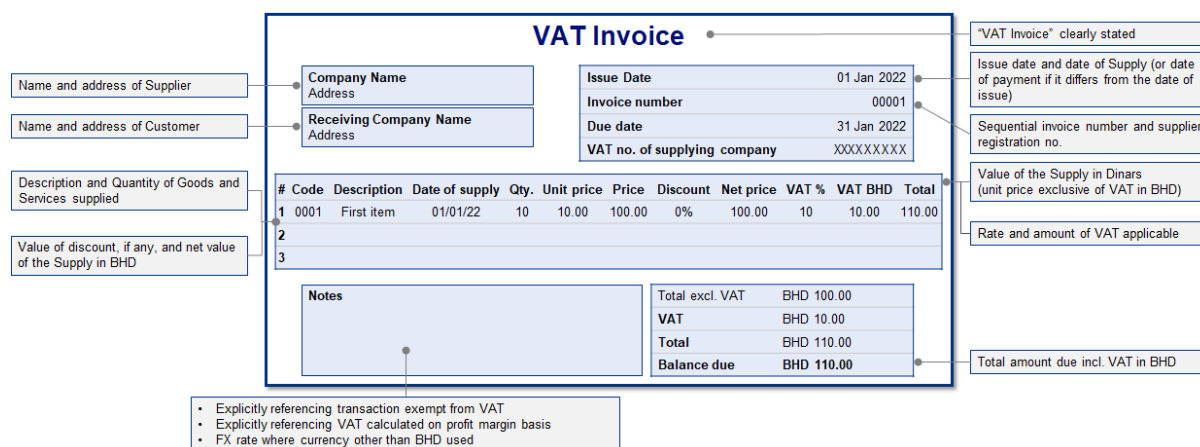 VAT Invoice
"VAT Invoice" clearly stated
Name and address of Supplier
Company Name
Address
Issue Date 01 Jan 2022
Issue date and date of Supply (or date
of payment if it differs from the date of
issue)
Invoice number 00001
Name and address of Customer
Receiving Company Name
Address
Due date 31 Jan 2022
VAT no. of supplying company XXXXXXXXX
Sequential invoice number and supplier
registration no.
Description and Quantity of Goods and
Services supplied
# Code Description Date of supply Qty. Unit price Price Discount Net price VAT % VAT BHD Total
1 0001 First item 01/01/22 10 10.00 100.00 0% 100.00 10 10.00 110.00
2
3
Value of the Supply in Dinars
(unit price exclusive of VAT in BHD)
Rate and amount of VAT applicable
Value of discount, if any, and net value
of the Supply in BHD
Notes
Total excl. VAT BHD 100.00
VAT BHD 10.00
Total BHD 110.00
Balance due BHD 110.00
Total amount due incl. VAT in BHD
• Explicitly referencing transaction exempt from VAT
• Explicitly referencing VAT calculated on profit margin basis
• FX rate where currency other than BHD used